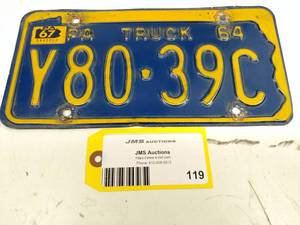 67
PA TRUCK 64
Y80·39C
JMS AUCTIONS
JMS Auctions
119